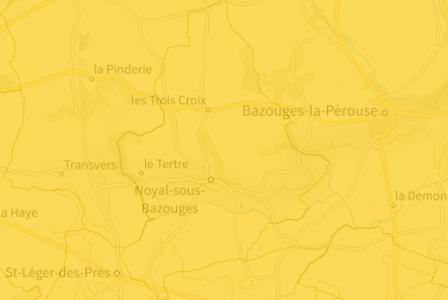 la Pinderie
les Trois Croix
Bazouges-la-Pérouse
Transvers
le Tertre
Noyal-sous-
Bazouges
la Demon
a Haye
St-Léger-des-Prés